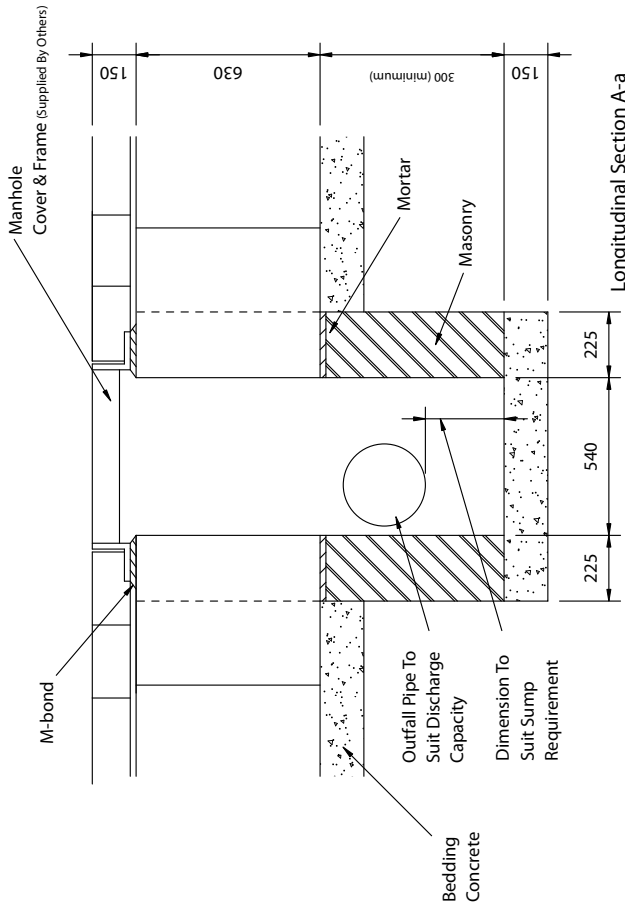 Manhole
Cover & Frame (Supplied By Others)
M-bond
150
630
300 (minimum)
150
Mortar
Masonry
Outfall Pipe To
Suit Discharge
Capacity
Dimension To
Suit Sump
Requirement
Bedding
Concrete
225
540
225
Longitudinal Section A-a